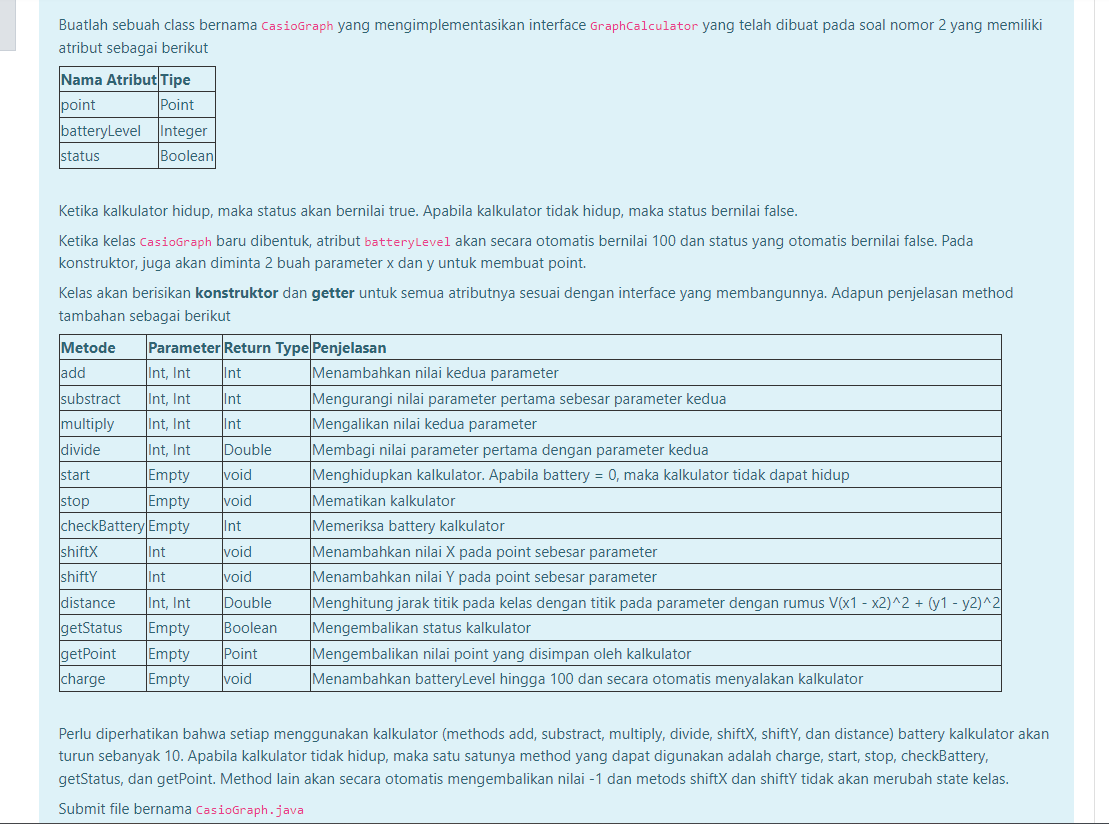 Buatlah sebuah class bernama CasioGraph yang mengimplementasikan interface GraphCalculator yang telah dibuat pada soal nomor 2 yang memiliki
atribut sebagai berikut
Nama Atribut Tipe
point Point
batteryLevel Integer
status Boolean
Ketika kalkulator hidup, maka status akan bernilai true. Apabila kalkulator tidak hidup, maka status bernilai false.
Ketika kelas CasioGraph baru dibentuk, atribut batteryLevel akan secara otomatis bernilai 100 dan status yang otomatis bernilai false. Pada
konstruktor, juga akan diminta 2 buah parameter x dan y untuk membuat point.
Kelas akan berisikan konstruktor dan getter untuk semua atributnya sesuai dengan interface yang membangunnya. Adapun penjelasan method
tambahan sebagai berikut
Metode Parameter Return Type Penjelasan
add Int, Int Int Menambahkan nilai kedua parameter
substract Int, Int Int Mengurangi nilai parameter pertama sebesar parameter kedua
multiply Int, Int Int Mengalikan nilai kedua parameter
divide Int, Int Double Membagi nilai parameter pertama dengan parameter kedua
start Empty void Menghidupkan kalkulator. Apabila battery = 0, maka kalkulator tidak dapat hidup
stop Empty void Mematikan kalkulator
checkBattery Empty Int Memeriksa battery kalkulator
shiftX Int void Menambahkan nilai X pada point sebesar parameter
shiftY Int void Menambahkan nilai Y pada point sebesar parameter
distance Int, Int Double Menghitung jarak titik pada kelas dengan titik pada parameter dengan rumus V(x1 - x2)^2 + (y1 - y2)^2
getStatus Empty Boolean Mengembalikan status kalkulator
getPoint Empty Point Mengembalikan nilai point yang disimpan oleh kalkulator
charge Empty void Menambahkan batteryLevel hingga 100 dan secara otomatis menyalakan kalkulator
Perlu diperhatikan bahwa setiap menggunakan kalkulator (methods add, substract, multiply, divide, shiftX, shiftY, dan distance) battery kalkulator akan
turun sebanyak 10. Apabila kalkulator tidak hidup, maka satu satunya method yang dapat digunakan adalah charge, start, stop, checkBattery,
getStatus, dan getPoint. Method lain akan secara otomatis mengembalikan nilai -1 dan metods shiftX dan shiftY tidak akan merubah state kelas.
Submit file bernama CasioGraph.java